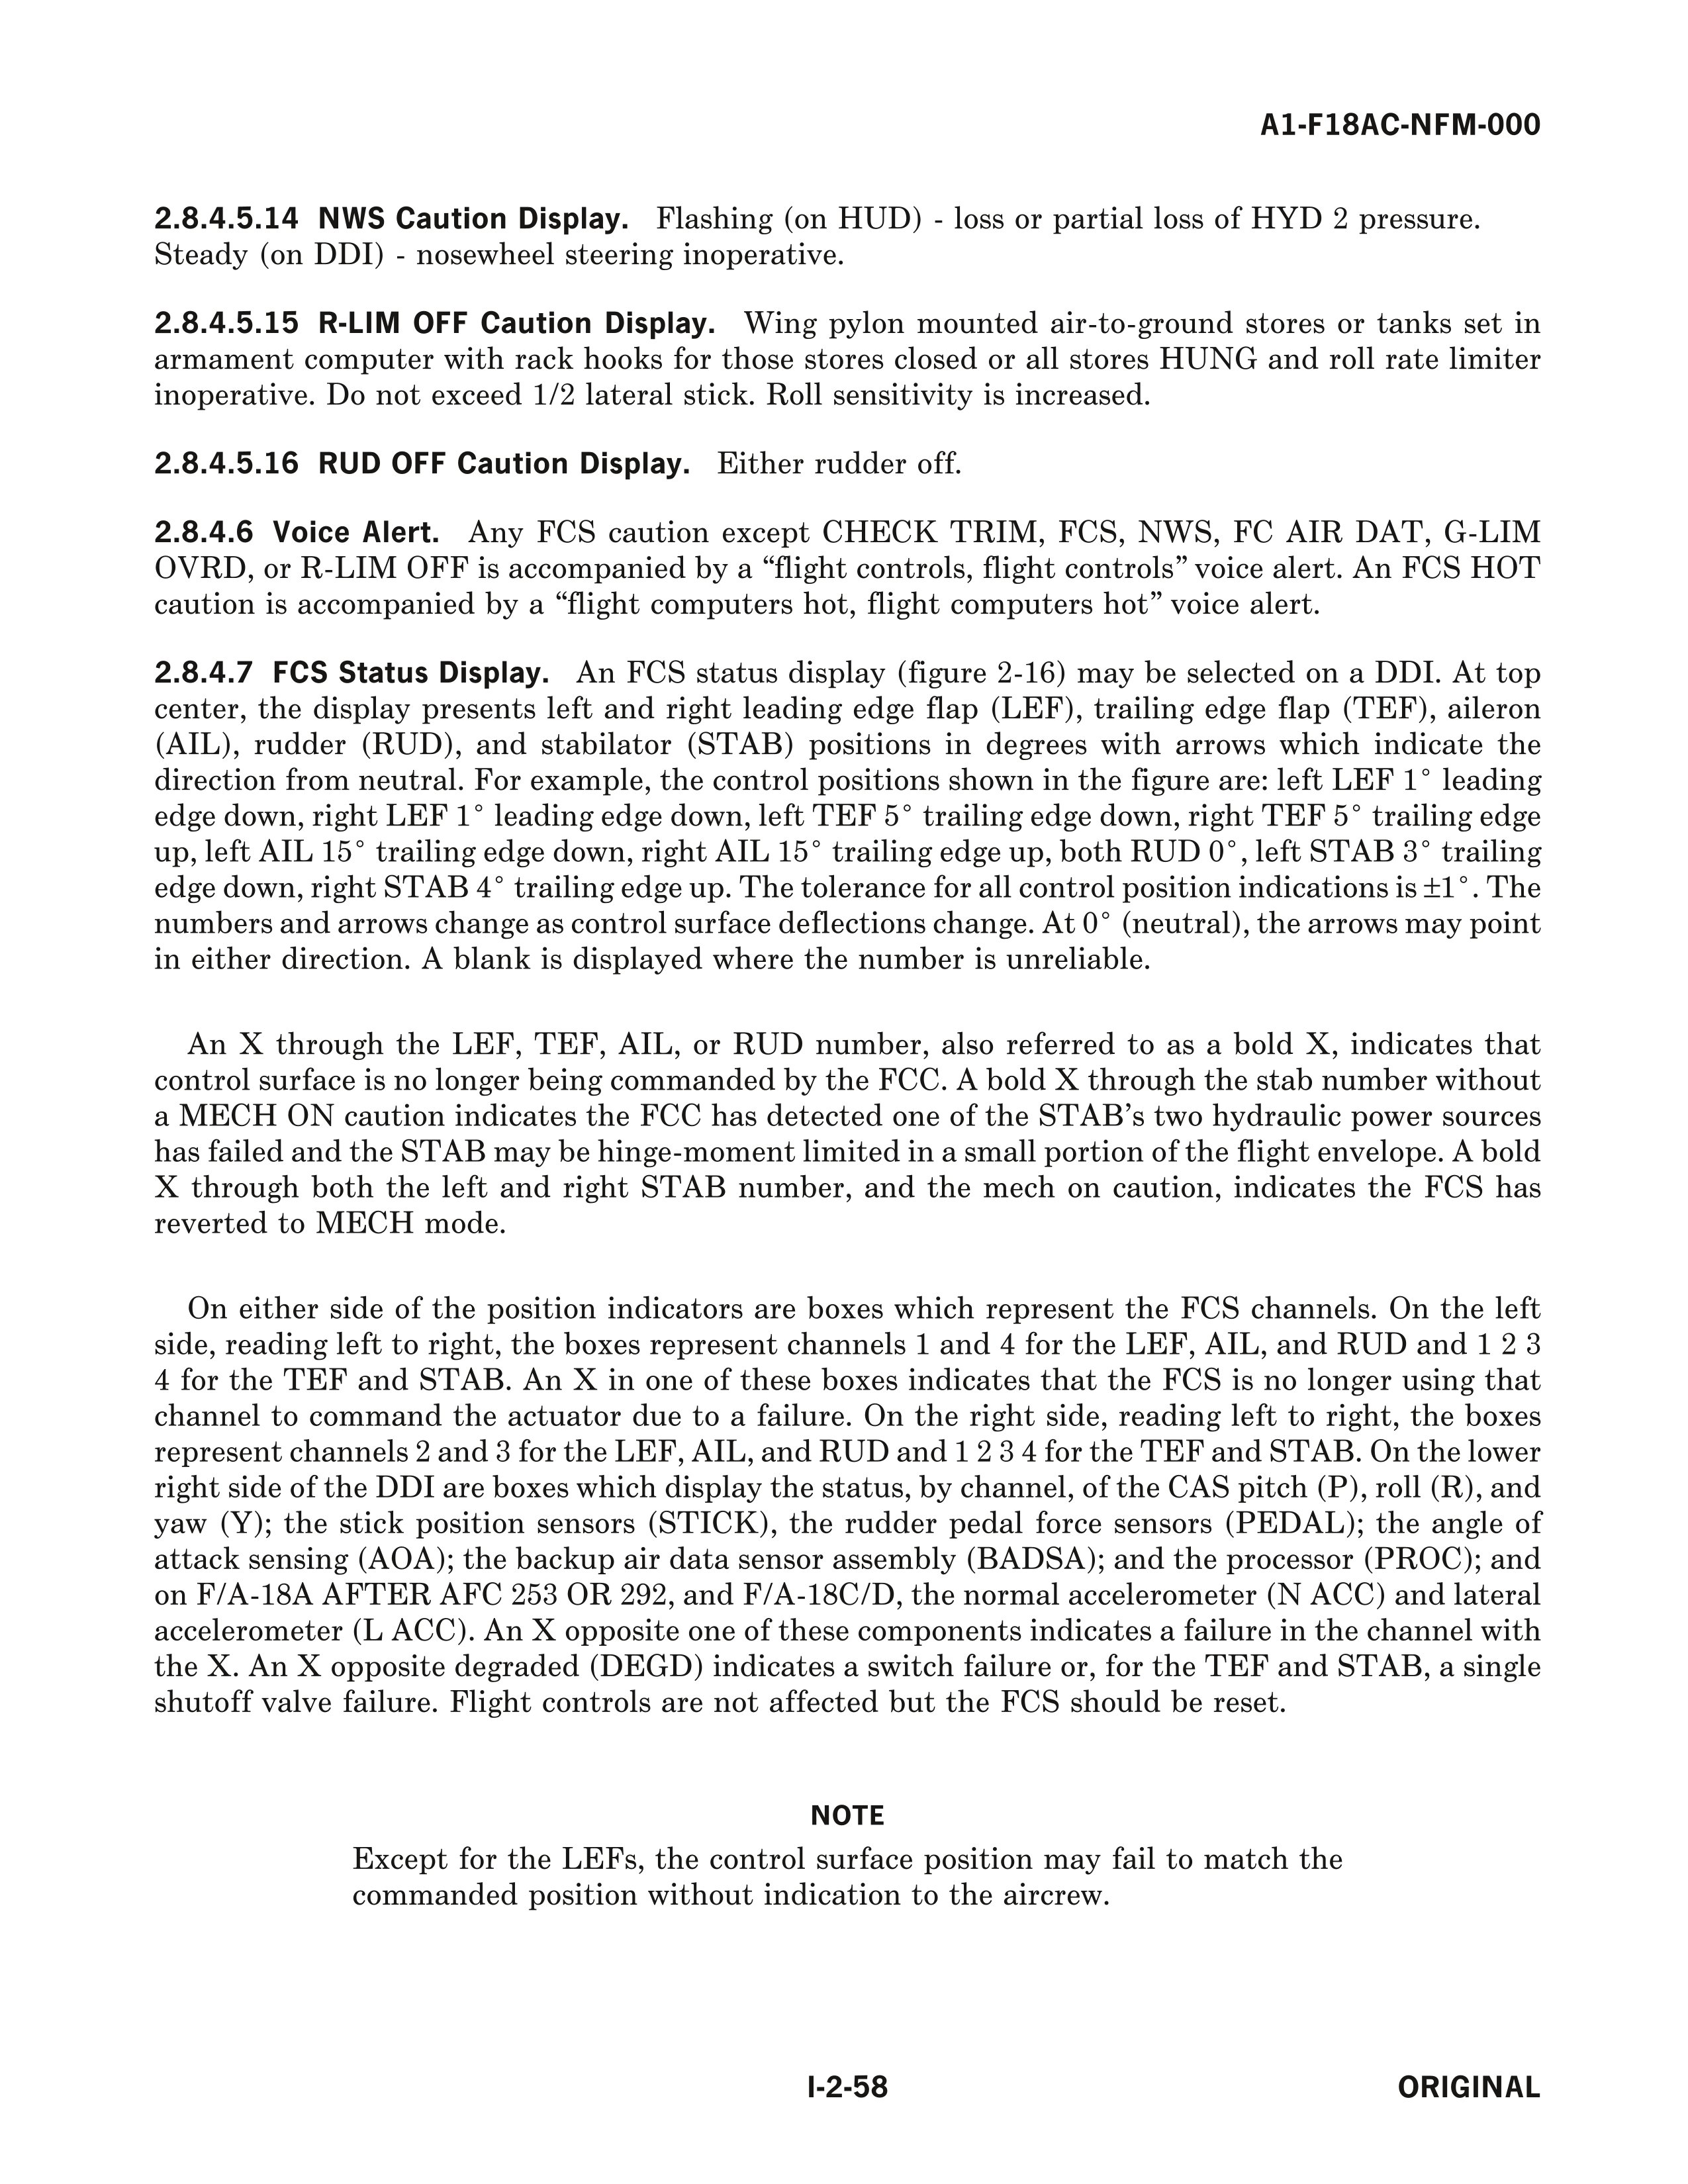 A1-F18AC-NFM-000
2.8.4.5.14 NWS Caution Display. Flashing (on HUD) - loss or partial loss of HYD 2 pressure.
Steady (on DDI) - nosewheel steering inoperative.
2.8.4.5.15 R-LIM OFF Caution Display. Wing pylon mounted air-to-ground stores or tanks set in
armament computer with rack hooks for those stores closed or all stores HUNG and roll rate limiter
inoperative. Do not exceed 1/2 lateral stick. Roll sensitivity is increased.
2.8.4.5.16 RUD OFF Caution Display. Either rudder off.
2.8.4.6 Voice Alert. Any FCS caution except CHECK TRIM, FCS, NWS, FC AIR DAT, G-LIM
OVRD, or R-LIM OFF is accompanied by a “flight controls, flight controls” voice alert. An FCS HOT
caution is accompanied by a “flight computers hot, flight computers hot” voice alert.
2.8.4.7 FCS Status Display. An FCS status display (figure 2-16) may be selected on a DDI. At top
center, the display presents left and right leading edge flap (LEF), trailing edge flap (TEF), aileron
(AIL), rudder (RUD), and stabilator (STAB) positions in degrees with arrows which indicate the
direction from neutral. For example, the control positions shown in the figure are: left LEF 1° leading
edge down, right LEF 1° leading edge down, left TEF 5° trailing edge down, right TEF 5° trailing edge
up, left AIL 15° trailing edge down, right AIL 15° trailing edge up, both RUD 0°, left STAB 3° trailing
edge down, right STAB 4° trailing edge up. The tolerance for all control position indications is ±1°. The
numbers and arrows change as control surface deflections change. At 0° (neutral), the arrows may point
in either direction. A blank is displayed where the number is unreliable.
An X through the LEF, TEF, AIL, or RUD number, also referred to as a bold X, indicates that
control surface is no longer being commanded by the FCC. A bold X through the stab number without
a MECH ON caution indicates the FCC has detected one of the STAB’s two hydraulic power sources
has failed and the STAB may be hinge-moment limited in a small portion of the flight envelope. A bold
X through both the left and right STAB number, and the mech on caution, indicates the FCS has
reverted to MECH mode.
On either side of the position indicators are boxes which represent the FCS channels. On the left
side, reading left to right, the boxes represent channels 1 and 4 for the LEF, AIL, and RUD and 1 2 3
4 for the TEF and STAB. An X in one of these boxes indicates that the FCS is no longer using that
channel to command the actuator due to a failure. On the right side, reading left to right, the boxes
represent channels 2 and 3 for the LEF, AIL, and RUD and 1 2 3 4 for the TEF and STAB. On the lower
right side of the DDI are boxes which display the status, by channel, of the CAS pitch (P), roll (R), and
yaw (Y); the stick position sensors (STICK), the rudder pedal force sensors (PEDAL); the angle of
attack sensing (AOA); the backup air data sensor assembly (BADSA); and the processor (PROC); and
on F/A-18A AFTER AFC 253 OR 292, and F/A-18C/D, the normal accelerometer (N ACC) and lateral
accelerometer (L ACC). An X opposite one of these components indicates a failure in the channel with
the X. An X opposite degraded (DEGD) indicates a switch failure or, for the TEF and STAB, a single
shutoff valve failure. Flight controls are not affected but the FCS should be reset.
NOTE
Except for the LEFs, the control surface position may fail to match the
commanded position without indication to the aircrew.
I-2-58
ORIGINAL